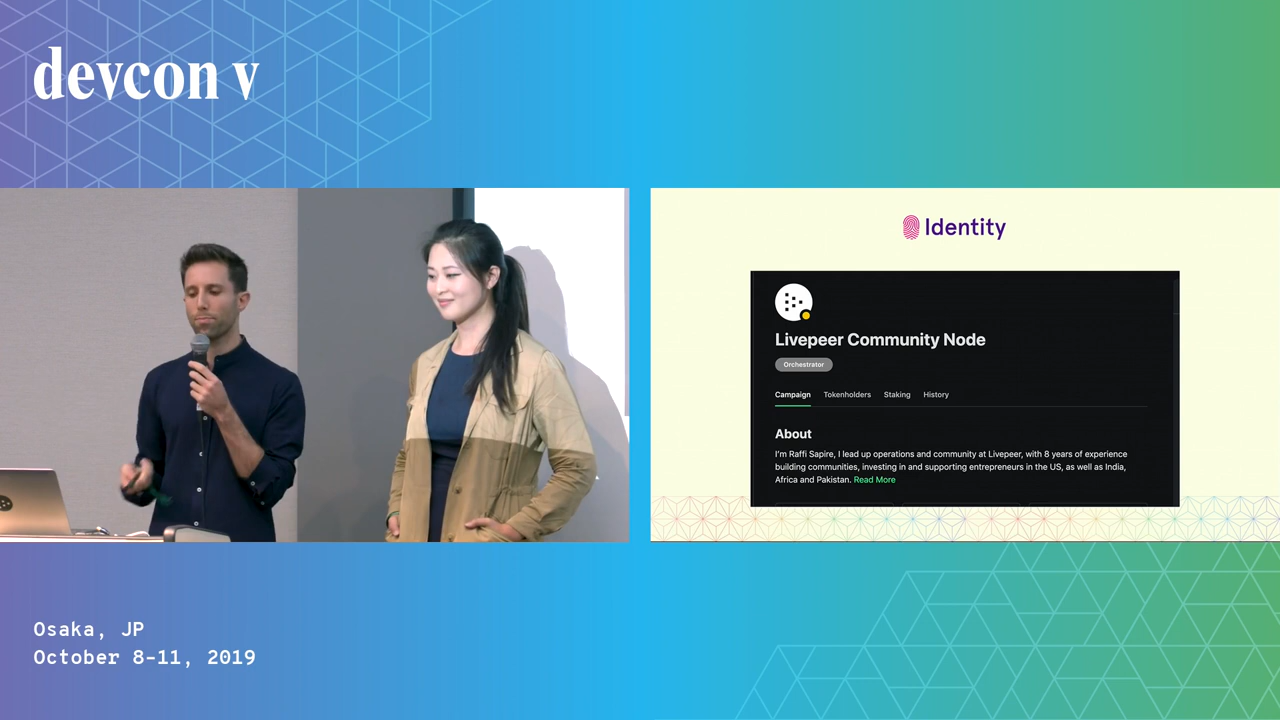 devcon v
Identity
Livepeer Community Node
Orchestrator
Campaign Tokenholders Staking History
About
I'm Raffi Sapire, I lead up operations and community at Livepeer, with 8 years of experience
building communities, investing in and supporting entrepreneurs in the US, as well as India,
Africa and Pakistan. Read More
Osaka, JP
October 8-11, 2019